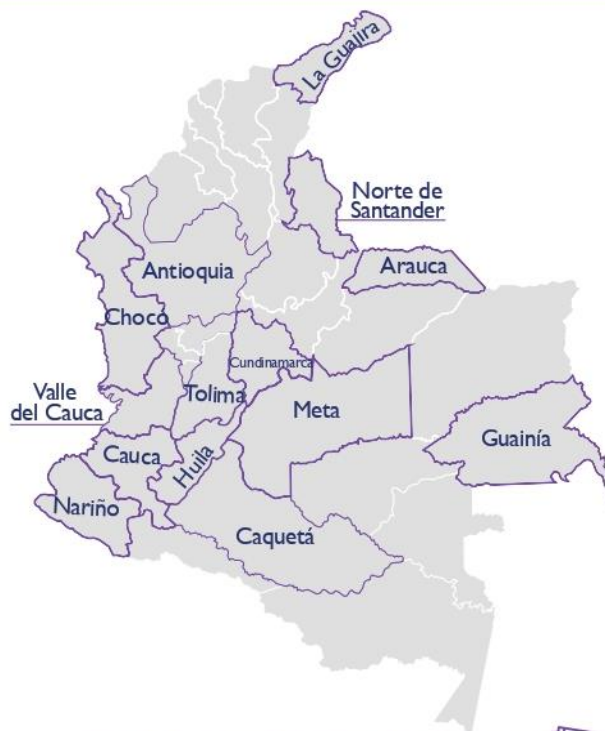 La Guajira
Norte de
Santander
Antioquia
Arauca
Chocó
Cundinamarca
Valle
del Cauca
Tolima
Meta
Guainía
Cauca
Huila
Nariño
Caquetá